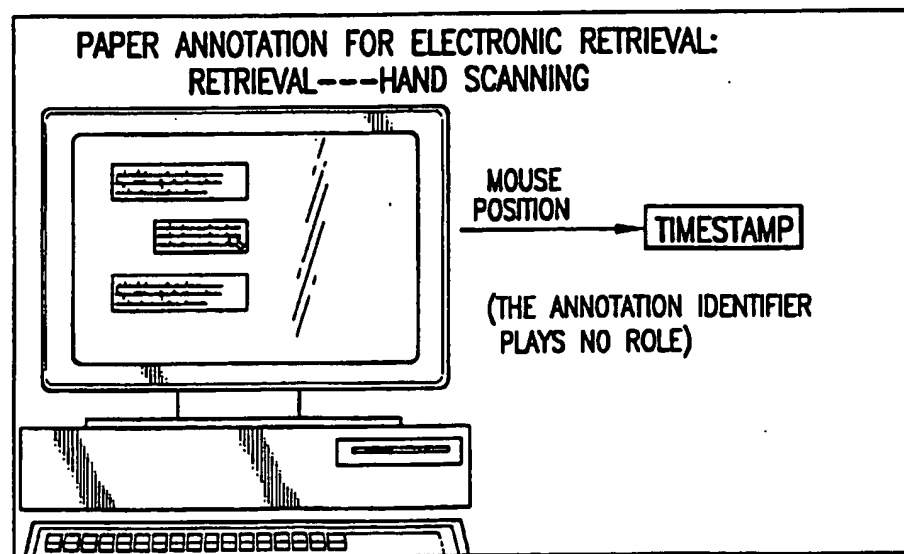 PAPER ANNOTATION FOR ELECTRONIC RETRIEVAL:
RETRIEVAL---HAND SCANNING
MOUSE
POSITION
TIMESTAMP
(THE ANNOTATION IDENTIFIER
PLAYS NO ROLE)